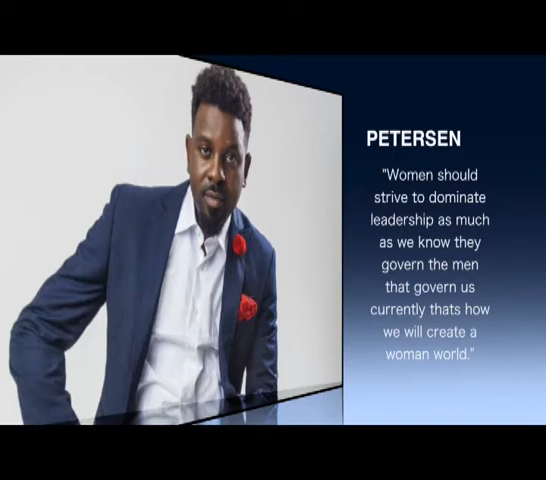 PETERSEN
"Women should
strive to dominate
leadership as much
as we know they
govern the men
that govern us
currently thats how
we will create a
woman world."